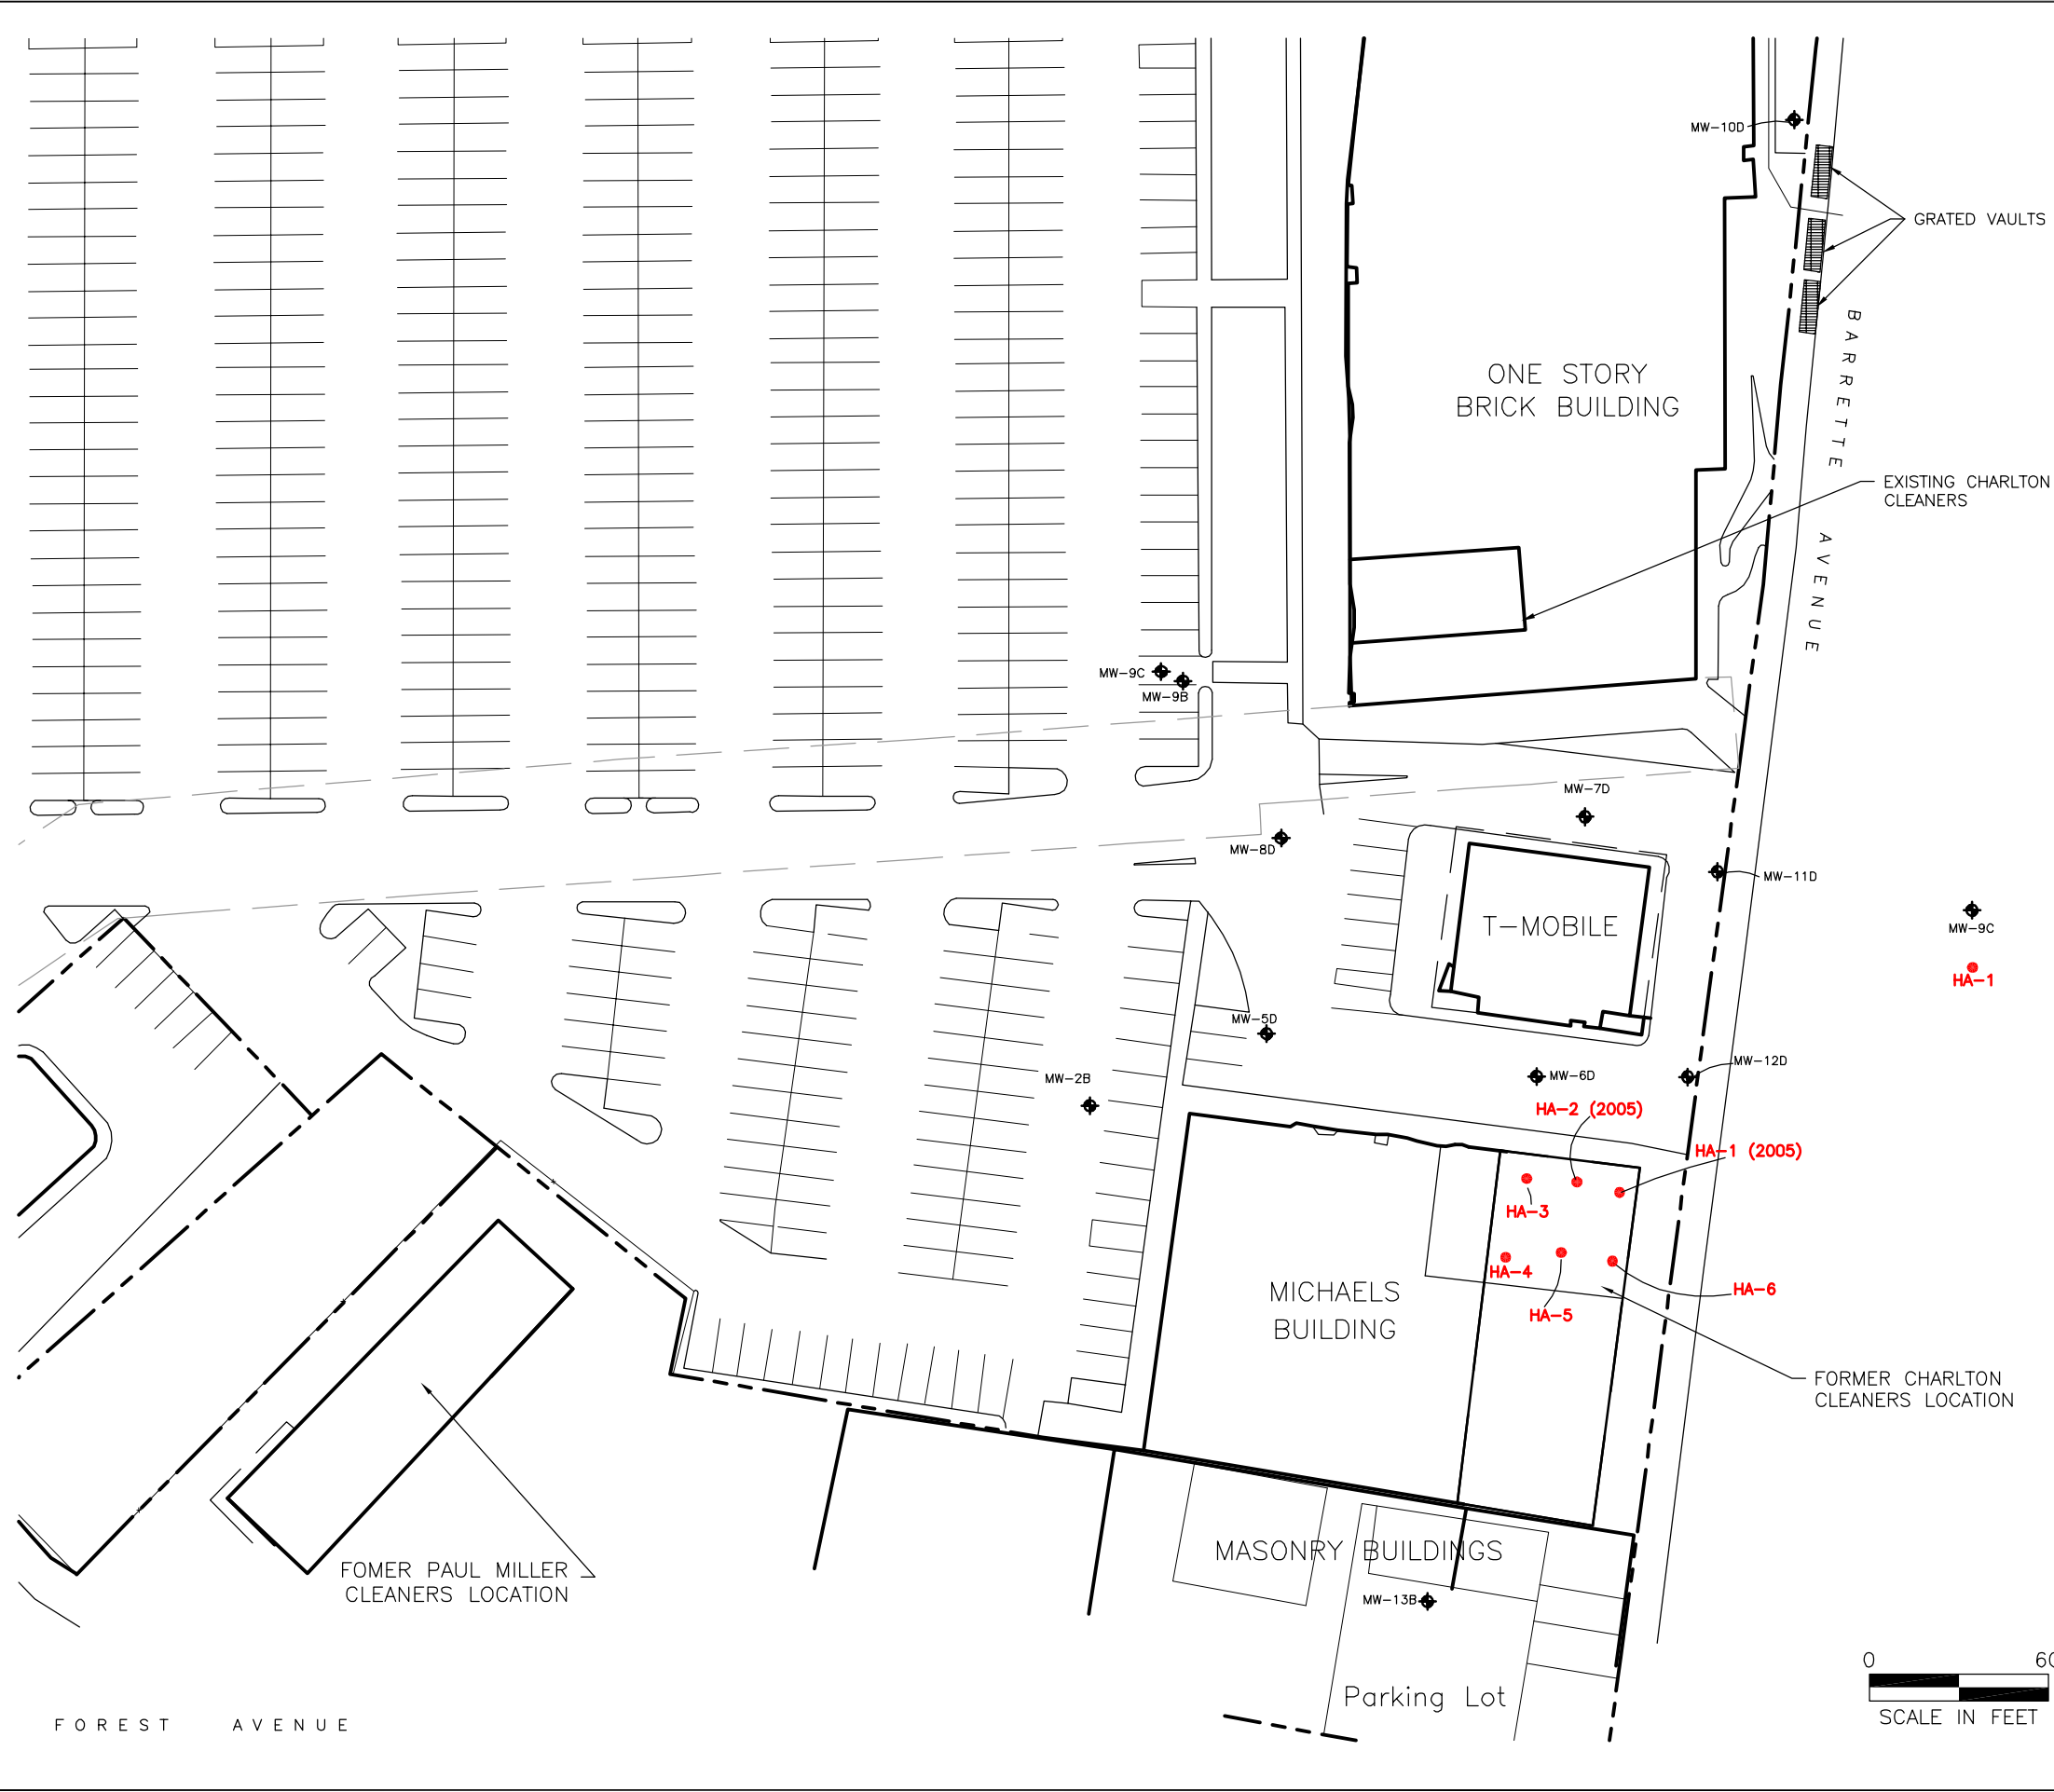 MW-10D
GRATED VAULTS
BARRETTE AVENUE
ONE STORY
BRICK BUILDING
EXISTING CHARLTON
CLEANERS
MW-9C
MW-9B
MW-7D
MW-8D
MW-11D
T-MOBILE
MW-9C
HA-1
MW-5D
MW-12D
MW-2B
MW-6D
HA-2 (2005)
HA-1 (2005)
HA-3
HA-4
HA-6
HA-5
MICHAELS
BUILDING
FORMER CHARLTON
CLEANERS LOCATION
MASONRY BUILDINGS
FOMER PAUL MILLER
CLEANERS LOCATION
MW-13B
Parking Lot
0
SCALE IN FEET
FOREST AVENUE